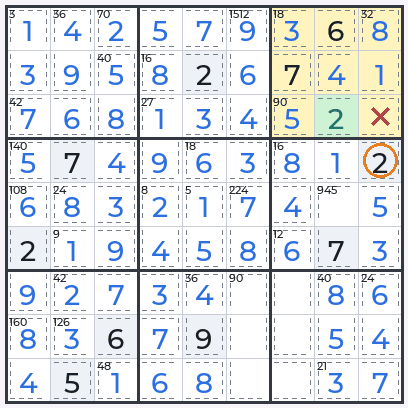 3 36 70 1512 18 32
1 4 2 5 7 9 3 6 8
40 16
3 9 5 8 2 6 7 4 1
42 27 90
7 6 8 1 3 4 5 2 ×
140 18 16
5 7 4 9 6 3 8 1 2
108 24 8 5 224 945
6 8 3 2 1 7 4 5
9 12
2 1 9 4 5 8 6 7 3
42 36 90 40 24
9 2 7 3 4 8 6
160 126
8 3 6 7 9 5 4
48 21
4 5 1 6 8 3 7